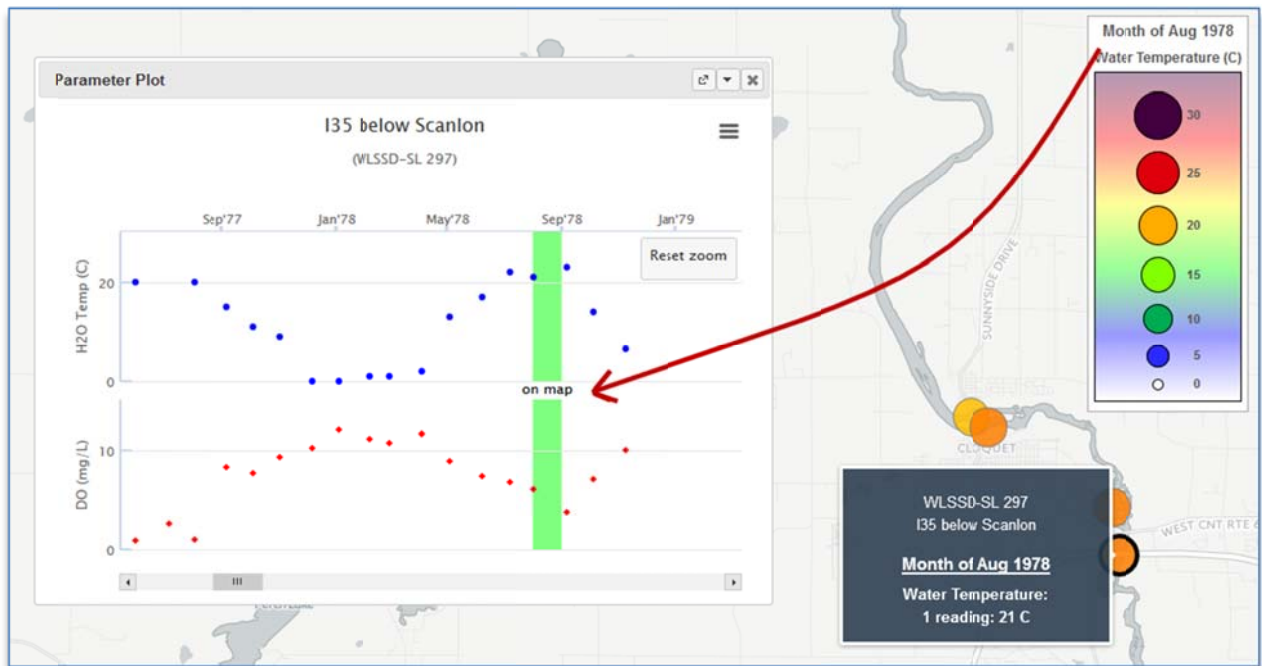 Parameter Plot
I35 below Scanlon
(WLSSD-SL 297)
Sep'77
Jan'78
May'78
Sep'78
Jan'79
Reset zoom
H2O Temp (C)
20
0
on map
DO (mg/L)
10
0
Month of Aug 1978
Water Temperature (C)
30
25
20
15
10
5
0
SUNNYSIDE DRIVE
CLOQUET
WEST CNT RTE 6
WLSSD-SL 297
I35 below Scanlon
Month of Aug 1978
Water Temperature:
1 reading: 21 C